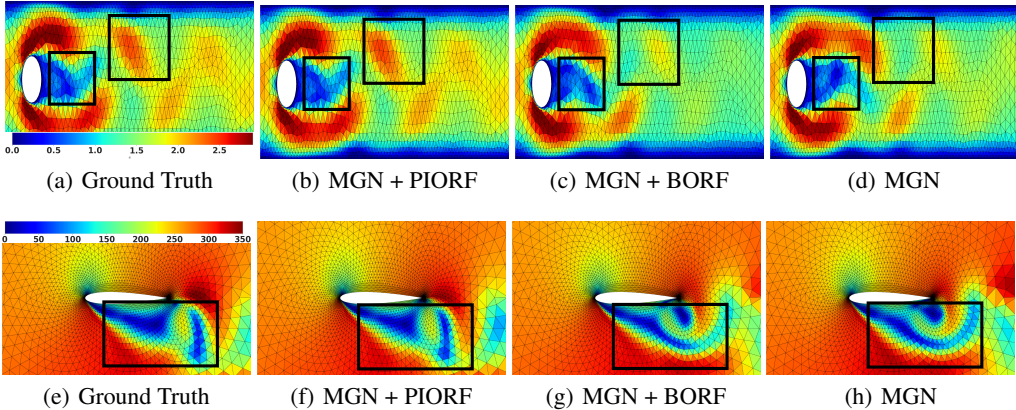 0.0 0.5 1.0 1.5 2.0 2.5
(a) Ground Truth
(b) MGN + PIORF
(c) MGN + BORF
(d) MGN
0 50 100 150 200 250 300 350
(e) Ground Truth
(f) MGN + PIORF
(g) MGN + BORF
(h) MGN